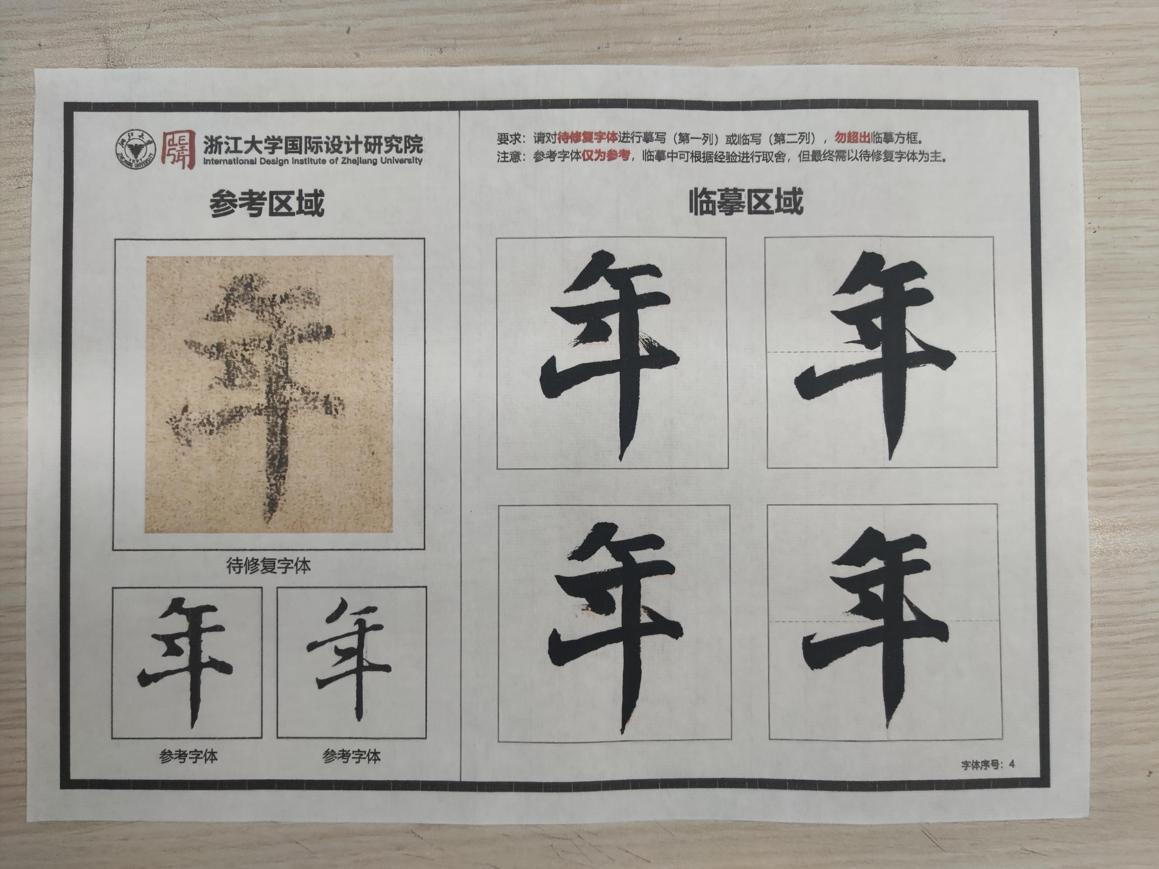 浙江大学国际设计研究院
International Design Institute of Zhejiang University
参考区域
年
待修复字体
年
年
参考字体
参考字体
要求：请对待修复字体进行摹写（第一列）或临写（第二列），勿超出临摹方框。
注意：参考字体仅为参考，临摹中可根据经验进行取舍，但最终需以待修复字体为主。
临摹区域
年
年
年
年
字体序号：4